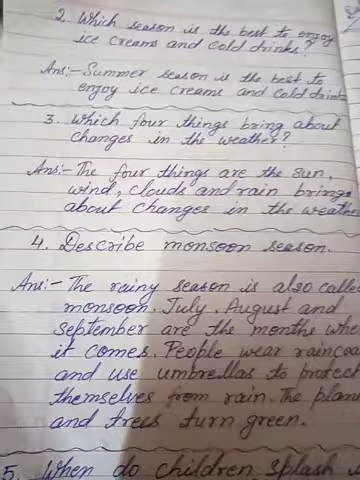 2. Which season is the best to enjoy
ice creams and cold drinks?
Ans:- Summer season is the best to
enjoy ice creams and cold drinks
3. Which four things bring about
changes in the weather?
Ans:- The four things are the sun,
wind, clouds and rain brings
about changes in the weathe
4. Describe monsoon season.
Ans:- The rainy season is also called
monsoon. July, August and
September are the months whe
it comes. People wear raincoa
and use umbrellas to protect
themselves from rain. The plan
and trees turn green.
5. When do children splash